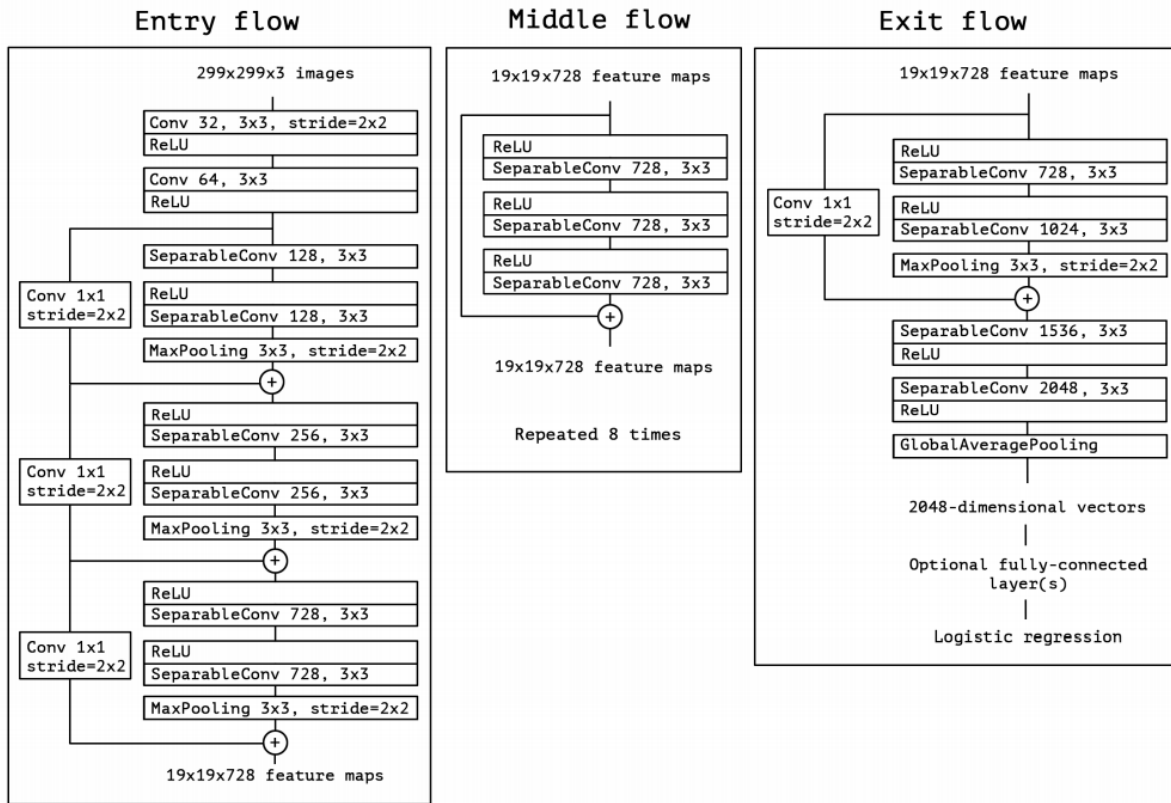 Entry flow
299x299x3 images
Conv 32, 3x3, stride=2x2
ReLU
Conv 64, 3x3
ReLU
SeparableConv 128, 3x3
Conv 1x1
stride=2x2
ReLU
SeparableConv 128, 3x3
MaxPooling 3x3, stride=2x2
+
ReLU
SeparableConv 256, 3x3
Conv 1x1
stride=2x2
ReLU
SeparableConv 256, 3x3
MaxPooling 3x3, stride=2x2
+
ReLU
SeparableConv 728, 3x3
Conv 1x1
stride=2x2
ReLU
SeparableConv 728, 3x3
MaxPooling 3x3, stride=2x2
+
19x19x728 feature maps
Middle flow
19x19x728 feature maps
ReLU
SeparableConv 728, 3x3
ReLU
SeparableConv 728, 3x3
ReLU
SeparableConv 728, 3x3
+
19x19x728 feature maps
Repeated 8 times
Exit flow
19x19x728 feature maps
ReLU
SeparableConv 728, 3x3
Conv 1x1
stride=2x2
ReLU
SeparableConv 1024, 3x3
MaxPooling 3x3, stride=2x2
+
SeparableConv 1536, 3x3
ReLU
SeparableConv 2048, 3x3
ReLU
GlobalAveragePooling
2048-dimensional vectors
Optional fully-connected
layer(s)
Logistic regression